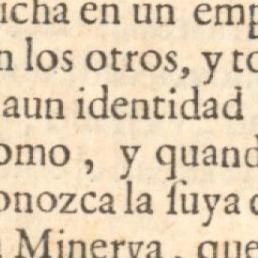 ucha en un emp
n los otros, y to
aun identidad
omo , y quand
onozca la ſuya
Minerva, que